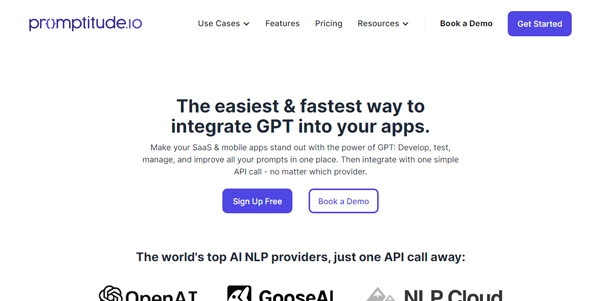 promptitude.io
Use Cases Features Pricing Resources Book a Demo Get Started
The easiest & fastest way to
integrate GPT into your apps.
Make your SaaS & mobile apps stand out with the power of GPT: Develop, test,
manage, and improve all your prompts in one place. Then integrate with one simple
API call - no matter which provider.
Sign Up Free Book a Demo
The world's top AI NLP providers, just one API call away:
OpenAI GooseAI NLP Cloud